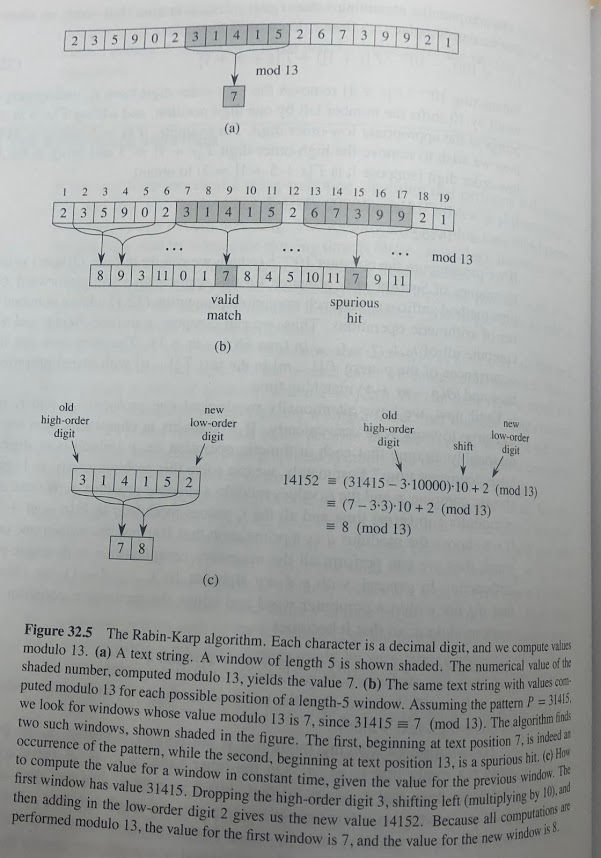 2 3 5 9 0 2 3 1 4 1 5 2 6 7 3 9 9 2 1
mod 13
7
(a)
1 2 3 4 5 6 7 8 9 10 11 12 13 14 15 16 17 18 19
2 3 5 9 0 2 3 1 4 1 5 2 6 7 3 9 9 2 1
... ... ... mod 13
8 9 3 11 0 1 7 8 4 5 10 11 7 9 11
valid
match
spurious
hit
(b)
old
high-order
digit
new
low-order
digit
3 1 4 1 5 2
7 8
old
high-order
digit
shift
new
low-order
digit
14152 ≡ (31415 – 3·10000)·10 + 2 (mod 13)
≡ (7 – 3·3)·10 + 2 (mod 13)
≡ 8 (mod 13)
(c)
Figure 32.5 The Rabin-Karp algorithm. Each character is a decimal digit, and we compute values
modulo 13. (a) A text string. A window of length 5 is shown shaded. The numerical value of the
shaded number, computed modulo 13, yields the value 7. (b) The same text string with values com-
puted modulo 13 for each possible position of a length-5 window. Assuming the pattern P = 31415,
we look for windows whose value modulo 13 is 7, since 31415 ≡ 7 (mod 13). The algorithm finds
two such windows, shown shaded in the figure. The first, beginning at text position 7, is indeed an
occurrence of the pattern, while the second, beginning at text position 13, is a spurious hit. (c) How
to compute the value for a window in constant time, given the value for the previous window. The
first window has value 31415. Dropping the high-order digit 3, shifting left (multiplying by 10), and
then adding in the low-order digit 2 gives us the new value 14152. Because all computations are
performed modulo 13, the value for the first window is 7, and the value for the new window is 8.